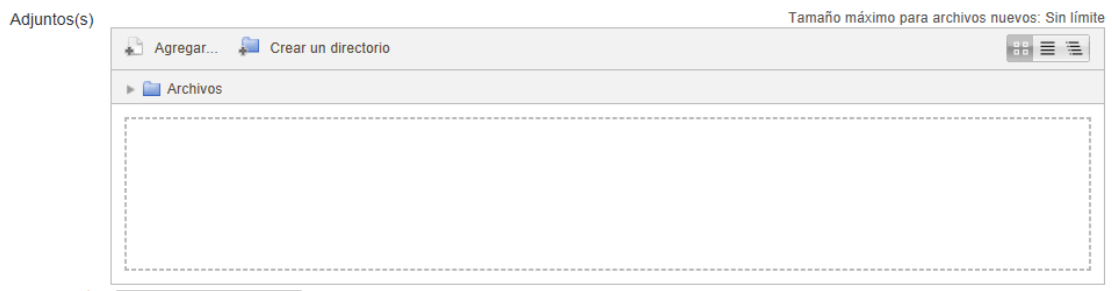 Adjuntos(s)
Tamaño máximo para archivos nuevos: Sin límite
Agregar... Crear un directorio
Archivos